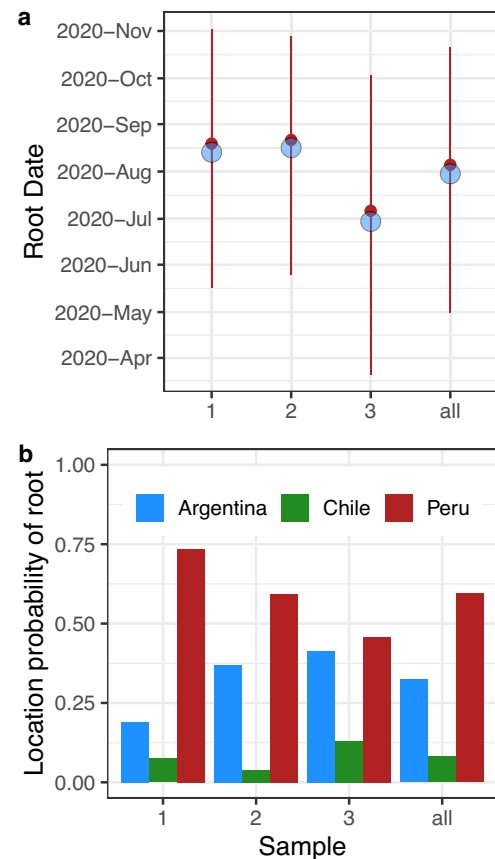 a
Root Date
2020−Nov
2020−Oct
2020−Sep
2020−Aug
2020−Jul
2020−Jun
2020−May
2020−Apr
1 2 3 all
b
Location probability of root
1.00
0.75
0.50
0.25
0.00
Argentina Chile Peru
1 2 3 all
Sample